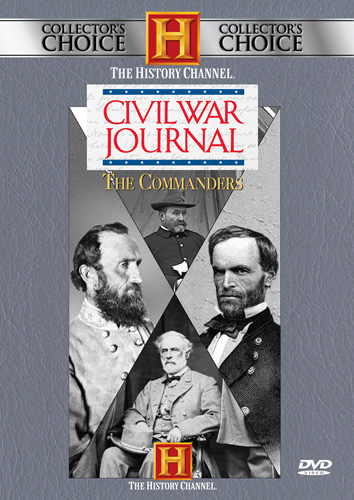 COLLECTOR'S CHOICE
H
COLLECTOR'S CHOICE
THE HISTORY CHANNEL.
CIVIL WAR
JOURNAL
THE COMMANDERS
H
THE HISTORY CHANNEL
DVD
VIDEO